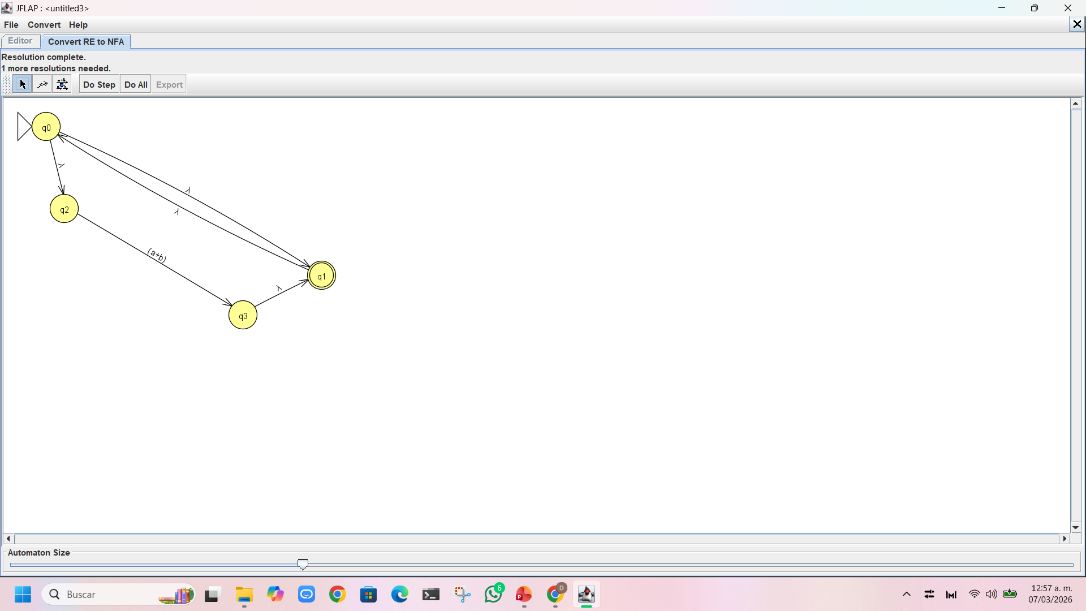 JFLAP : <untitled3>
File Convert Help
Editor Convert RE to NFA
Resolution complete.
1 more resolutions needed.
Do Step Do All Export
q0
λ
λ
q2
λ
(a+b)
q1
λ
q3
Automaton Size
Buscar
6
12:57 a. m.
07/03/2026